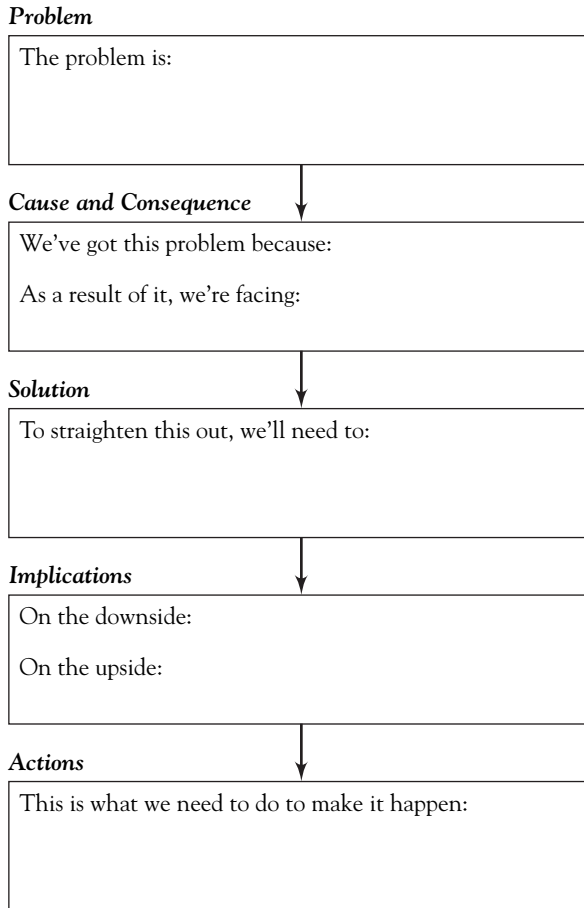 Problem
The problem is:
Cause and Consequence
We’ve got this problem because:
As a result of it, we’re facing:
Solution
To straighten this out, we’ll need to:
Implications
On the downside:
On the upside:
Actions
This is what we need to do to make it happen: